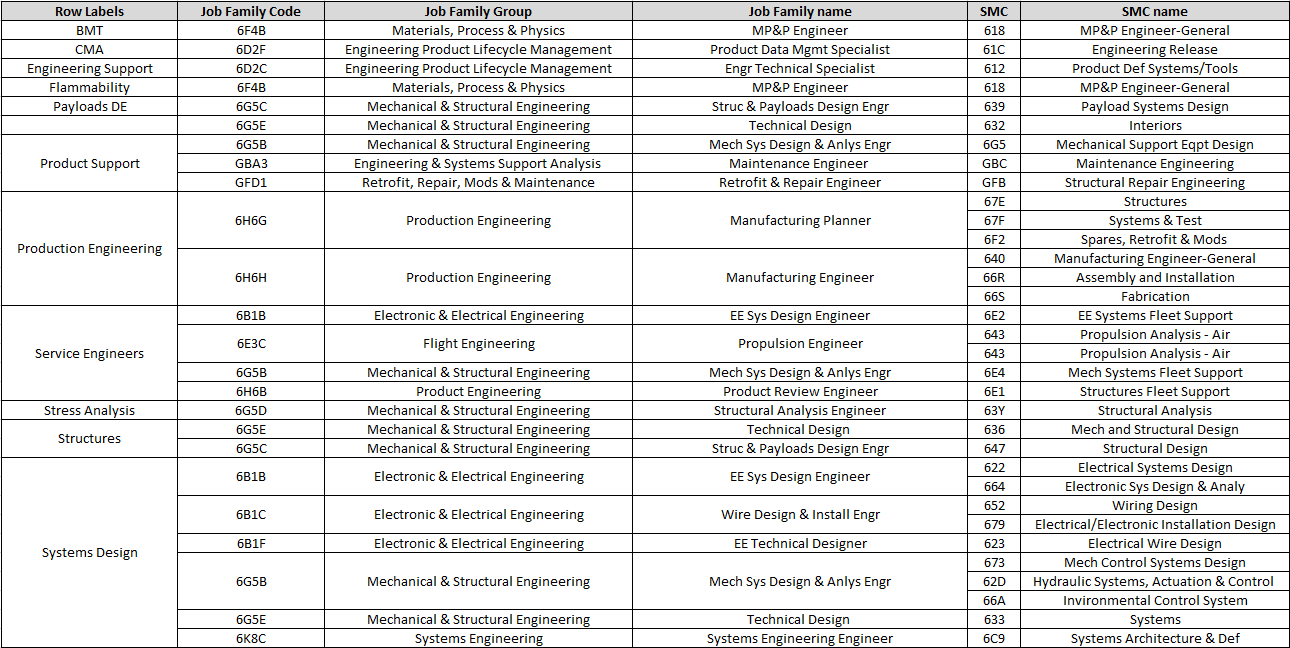 Row Labels Job Family Code Job Family Group Job Family name SMC SMC name
BMT 6F4B Materials, Process & Physics MP&P Engineer 618 MP&P Engineer-General
CMA 6D2F Engineering Product Lifecycle Management Product Data Mgmt Specialist 61C Engineering Release
Engineering Support 6D2C Engineering Product Lifecycle Management Engr Technical Specialist 612 Product Def Systems/Tools
Flammability 6F4B Materials, Process & Physics MP&P Engineer 618 MP&P Engineer-General
Payloads DE 6G5C Mechanical & Structural Engineering Struc & Payloads Design Engr 639 Payload Systems Design
6G5E Mechanical & Structural Engineering Technical Design 632 Interiors
Product Support 6G5B Mechanical & Structural Engineering Mech Sys Design & Anlys Engr 6G5 Mechanical Support Eqpt Design
GBA3 Engineering & Systems Support Analysis Maintenance Engineer GBC Maintenance Engineering
GFD1 Retrofit, Repair, Mods & Maintenance Retrofit & Repair Engineer GFB Structural Repair Engineering
Production Engineering 6H6G Production Engineering Manufacturing Planner 67E Structures
67F Systems & Test
6F2 Spares, Retrofit & Mods
6H6H Production Engineering Manufacturing Engineer 640 Manufacturing Engineer-General
66R Assembly and Installation
66S Fabrication
Service Engineers 6B1B Electronic & Electrical Engineering EE Sys Design Engineer 6E2 EE Systems Fleet Support
6E3C Flight Engineering Propulsion Engineer 643 Propulsion Analysis - Air
643 Propulsion Analysis - Air
6G5B Mechanical & Structural Engineering Mech Sys Design & Anlys Engr 6E4 Mech Systems Fleet Support
6H6B Product Engineering Product Review Engineer 6E1 Structures Fleet Support
Stress Analysis 6G5D Mechanical & Structural Engineering Structural Analysis Engineer 63Y Structural Analysis
Structures 6G5E Mechanical & Structural Engineering Technical Design 636 Mech and Structural Design
6G5C Mechanical & Structural Engineering Struc & Payloads Design Engr 647 Structural Design
Systems Design 6B1B Electronic & Electrical Engineering EE Sys Design Engineer 622 Electrical Systems Design
664 Electronic Sys Design & Analy
6B1C Electronic & Electrical Engineering Wire Design & Install Engr 652 Wiring Design
679 Electrical/Electronic Installation Design
6B1F Electronic & Electrical Engineering EE Technical Designer 623 Electrical Wire Design
6G5B Mechanical & Structural Engineering Mech Sys Design & Anlys Engr 673 Mech Control Systems Design
62D Hydraulic Systems, Actuation & Control
66A Invironmental Control System
6G5E Mechanical & Structural Engineering Technical Design 633 Systems
6K8C Systems Engineering Systems Engineering Engineer 6C9 Systems Architecture & Def